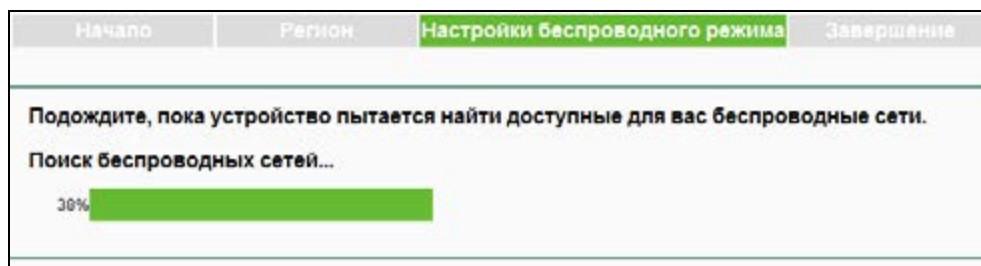 Начало Регион Настройки беспроводного режима Завершение
Подождите, пока устройство пытается найти доступные для вас беспроводные сети.
Поиск беспроводных сетей...
38%